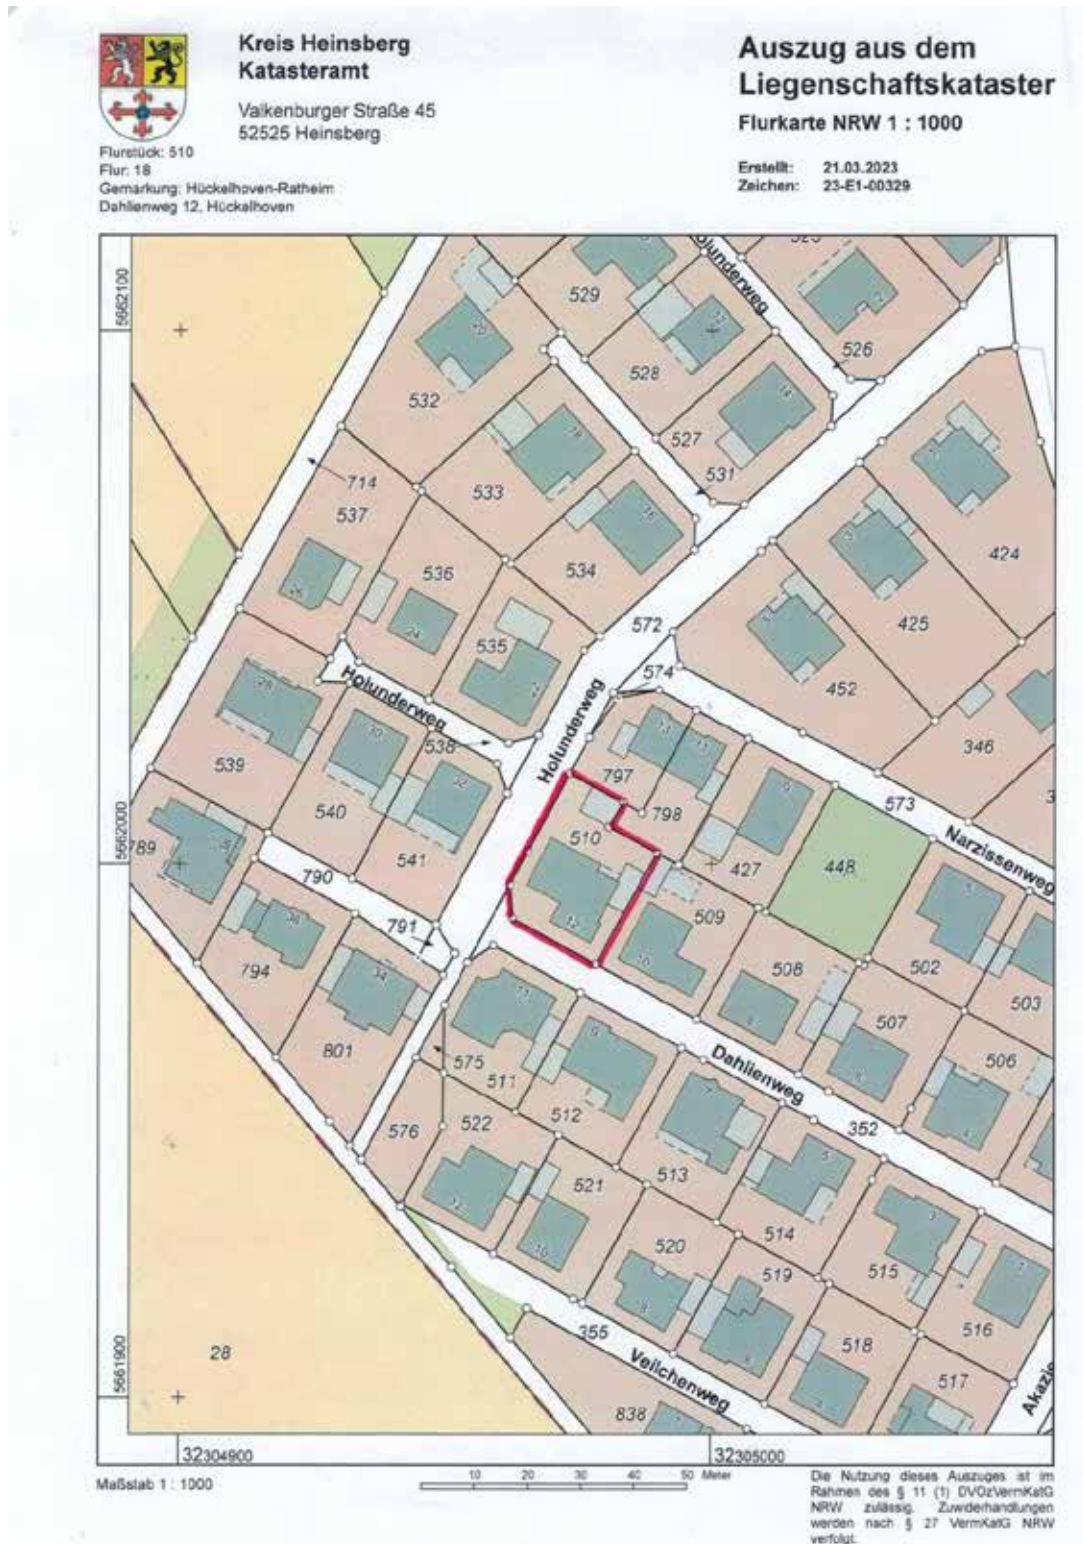 Kreis Heinsberg
Katasteramt
Valkenburger Straße 45
52525 Heinsberg
Flurstück: 510
Flur: 18
Gemarkung: Hückelhoven-Ratheim
Dahlienweg 12, Hückelhoven
Auszug aus dem
Liegenschaftskataster
Flurkarte NRW 1 : 1000
Erstellt: 21.03.2023
Zeichen: 23-E1-00329
5662100
529
Holunderweg
526
528
532
527
714
531
537
533
424
536
534
572
425
535
574
452
Holunderweg
Holunderweg
538
346
539
797
573
540
798
5662000
789
510
448
Narzissenweg
541
427
790
509
791
502
794
508
503
507
801
575
506
511
Dahlienweg
512
352
576
522
513
521
514
520
519
515
355
516
518
28
Veilchenweg
517
5661900
838
32304900
32305000
Maßstab 1 : 1000
10 20 30 40 50 Meter
Die Nutzung dieses Auszuges ist im
Rahmen des § 11 (1) DVOzVermKatG
NRW zulässig. Zuwiderhandlungen
werden nach § 27 VermKatG NRW
verfolgt.